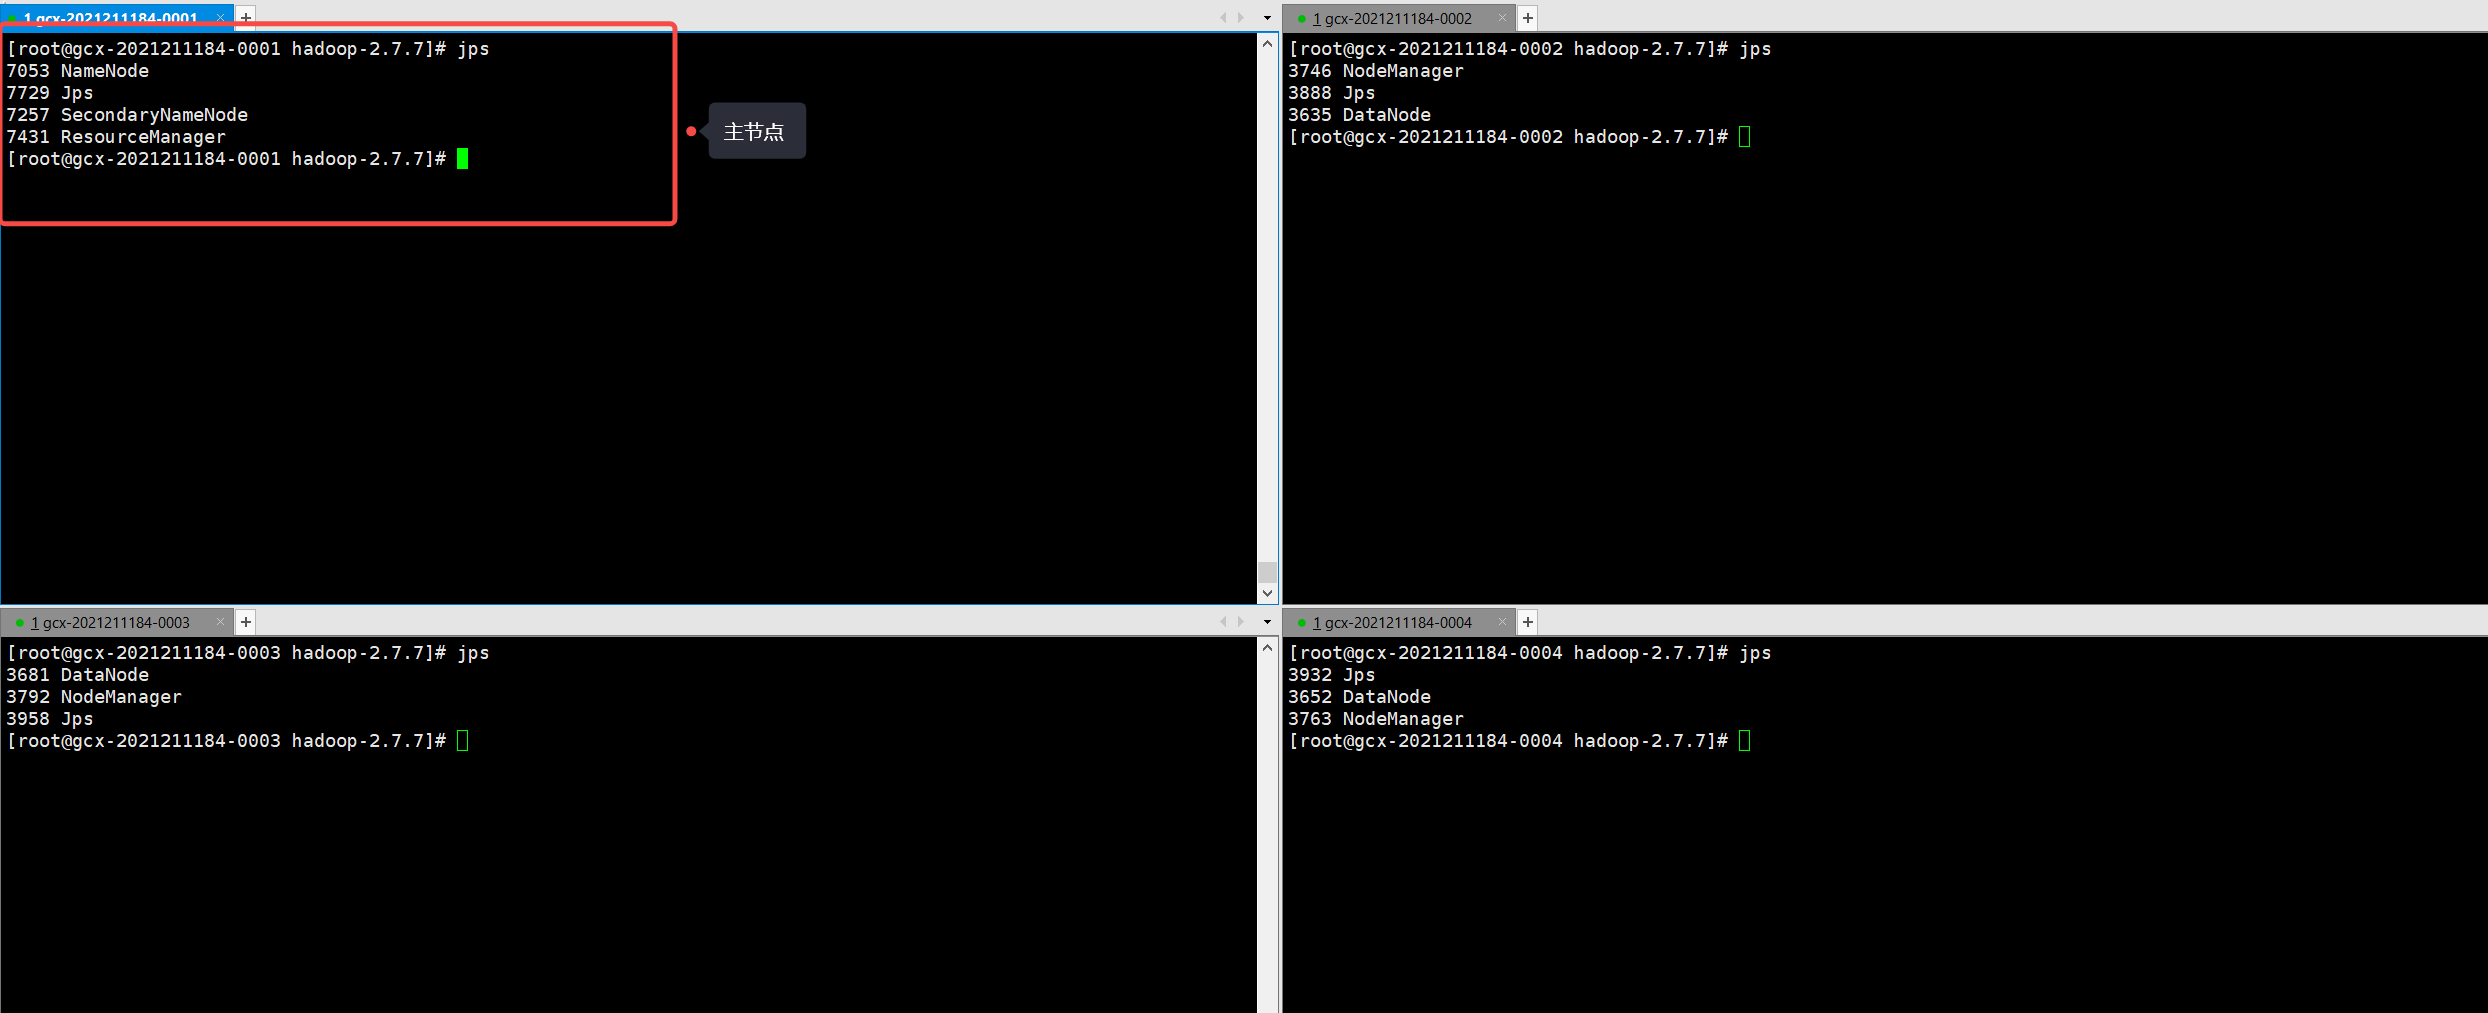 1 gcx-2021211184-0001
[root@gcx-2021211184-0001 hadoop-2.7.7]# jps
7053 NameNode
7729 Jps
7257 SecondaryNameNode
7431 ResourceManager
[root@gcx-2021211184-0001 hadoop-2.7.7]#
主节点
1 gcx-2021211184-0002
[root@gcx-2021211184-0002 hadoop-2.7.7]# jps
3746 NodeManager
3888 Jps
3635 DataNode
[root@gcx-2021211184-0002 hadoop-2.7.7]#
1 gcx-2021211184-0003
[root@gcx-2021211184-0003 hadoop-2.7.7]# jps
3681 DataNode
3792 NodeManager
3958 Jps
[root@gcx-2021211184-0003 hadoop-2.7.7]#
1 gcx-2021211184-0004
[root@gcx-2021211184-0004 hadoop-2.7.7]# jps
3932 Jps
3652 DataNode
3763 NodeManager
[root@gcx-2021211184-0004 hadoop-2.7.7]#